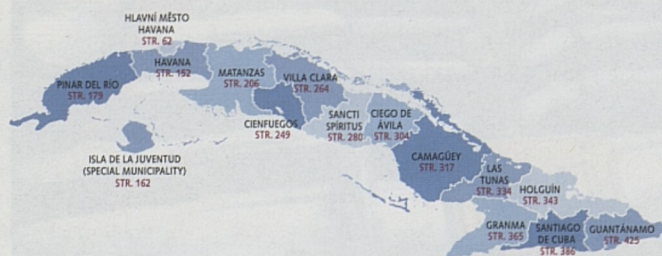 HLAVNÍ MĚSTO
HAVANA
STR. 62
HAVANA
STR. 152
PINAR DEL RÍO
STR. 179
MATANZAS
STR. 206
VILLA CLARA
STR. 264
CIENFUEGOS
STR. 249
SANCTI
SPÍRITUS
STR. 280
CIEGO DE
ÁVILA
STR. 304
ISLA DE LA JUVENTUD
(SPECIAL MUNICIPALITY)
STR. 162
CAMAGÜEY
STR. 317
LAS
TUNAS
STR. 334
HOLGUÍN
STR. 343
GRANMA
STR. 365
SANTIAGO
DE CUBA
STR. 386
GUANTÁNAMO
STR. 425